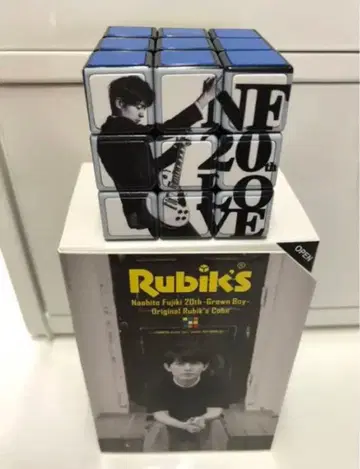 NF
20th
LOVE
OPEN
Rubik's®
Naohito Fujiki 20th -Grown Boy-
Original Rubik's Cube